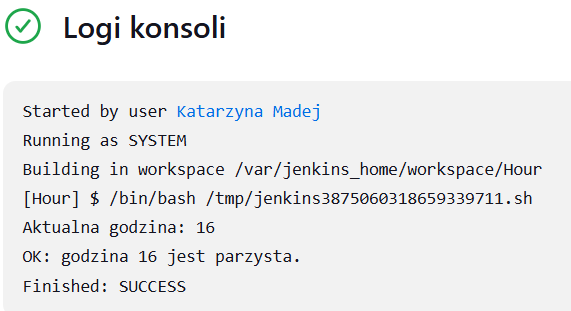 Logi konsoli
Started by user Katarzyna Madej
Running as SYSTEM
Building in workspace /var/jenkins_home/workspace/Hour
[Hour] $ /bin/bash /tmp/jenkins3875060318659339711.sh
Aktualna godzina: 16
OK: godzina 16 jest parzysta.
Finished: SUCCESS